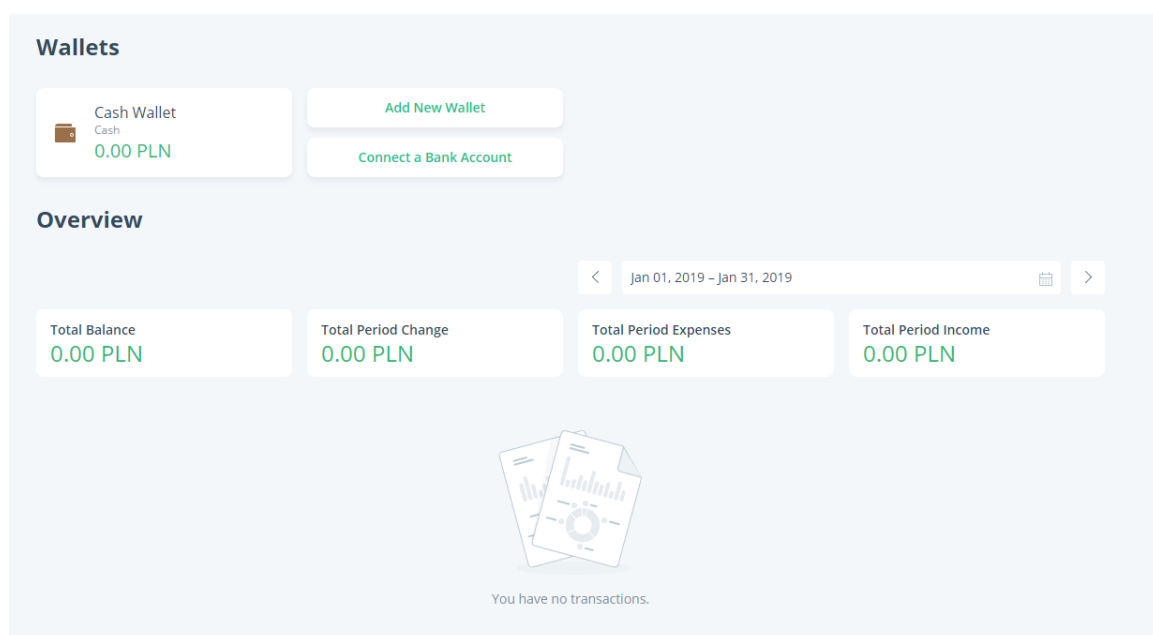 Wallets
Cash Wallet
Cash
0.00 PLN
Add New Wallet
Connect a Bank Account
Overview
Jan 01, 2019 – Jan 31, 2019
Total Balance
0.00 PLN
Total Period Change
0.00 PLN
Total Period Expenses
0.00 PLN
Total Period Income
0.00 PLN
You have no transactions.